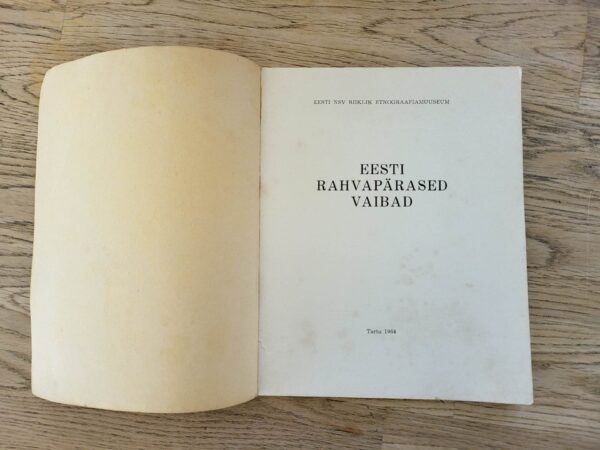 EESTI NSV RIIKLIK ETNOGRAAFIAMUUSEUM
EESTI
RAHVAPÄRASED
VAIBAD
Tartu 1964